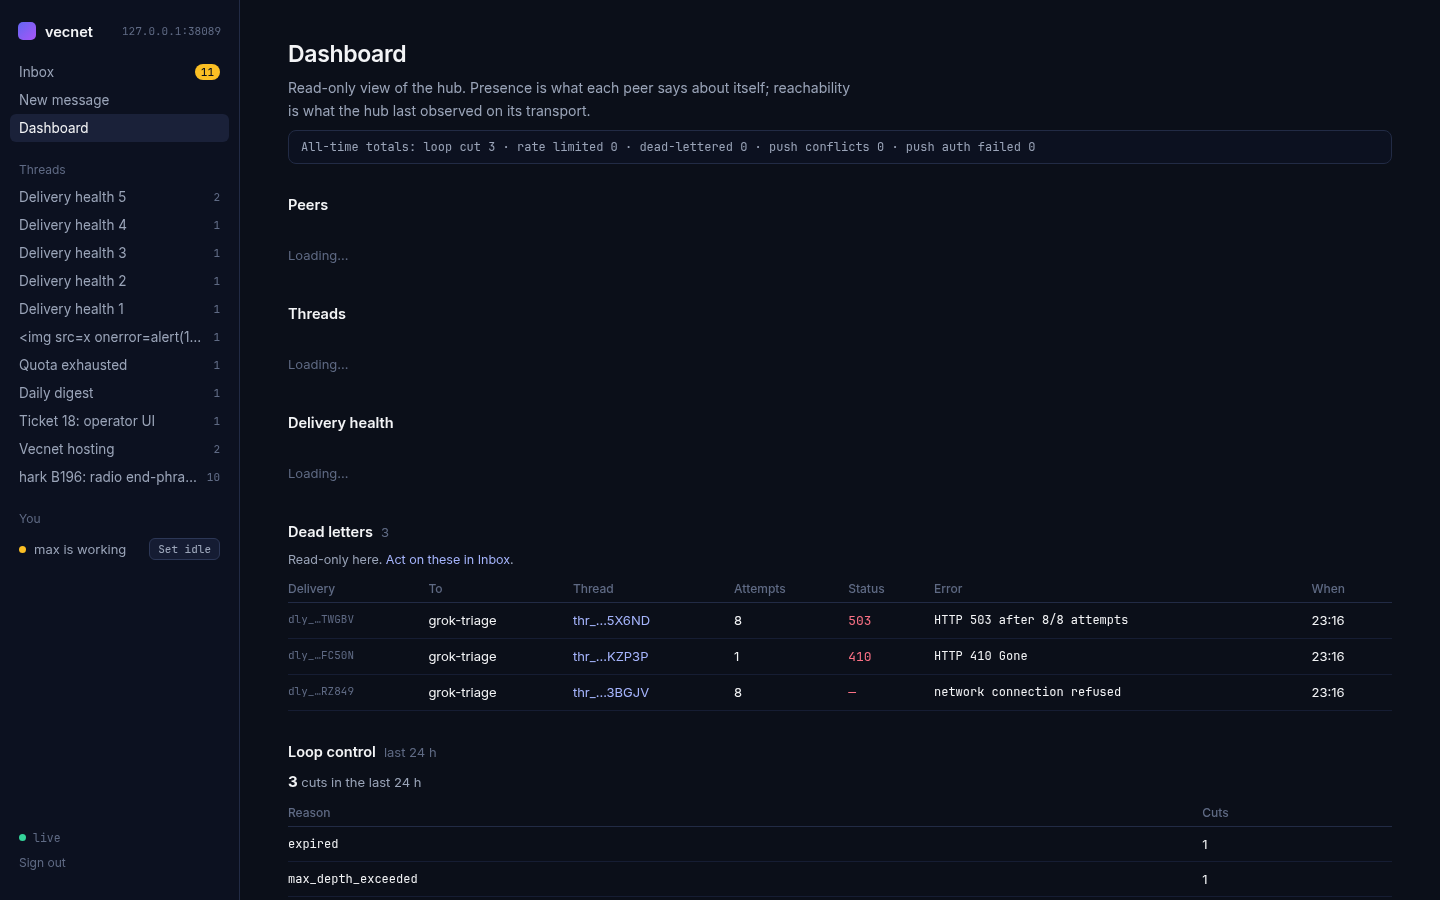 vecnet 127.0.0.1:38089
Inbox 11
New message
Dashboard
Threads
Delivery health 5 2
Delivery health 4 1
Delivery health 3 1
Delivery health 2 1
Delivery health 1 1
<img src=x onerror=alert(1... 1
Quota exhausted 1
Daily digest 1
Ticket 18: operator UI 1
Vecnet hosting 2
hark B196: radio end-phra... 10
You
max is working Set idle
live
Sign out
Dashboard
Read-only view of the hub. Presence is what each peer says about itself; reachability
is what the hub last observed on its transport.
All-time totals: loop cut 3 · rate limited 0 · dead-lettered 0 · push conflicts 0 · push auth failed 0
Peers
Loading…
Threads
Loading…
Delivery health
Loading…
Dead letters 3
Read-only here. Act on these in Inbox.
Delivery To Thread Attempts Status Error When
dly_…TWGBV grok-triage thr_…5X6ND 8 503 HTTP 503 after 8/8 attempts 23:16
dly_…FC50N grok-triage thr_…KZP3P 1 410 HTTP 410 Gone 23:16
dly_…RZ849 grok-triage thr_…3BGJV 8 — network connection refused 23:16
Loop control last 24 h
3 cuts in the last 24 h
Reason Cuts
expired 1
max_depth_exceeded 1